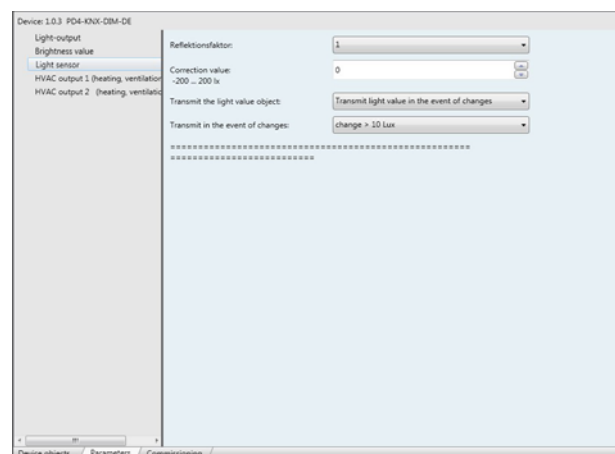 Device: 1.0.3 PD4-KNX-DIM-DE
Light-output
Brightness value
Light sensor
HVAC output 1 (heating, ventilation
HVAC output 2 (heating, ventilatio
Reflektionsfaktor:
1
Correction value:
-200 ... 200 lx
0
Transmit the light value object:
Transmit light value in the event of changes
Transmit in the event of changes:
change > 10 Lux
Device objects
Parameters
Commissioning